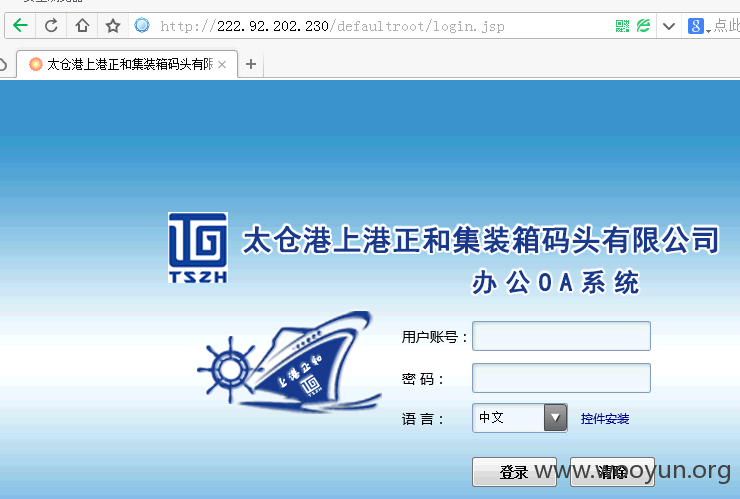 http://222.92.202.230/defaultroot/login.jsp
点此
太仓港上港正和集装箱码头有限
TSZH
太仓港上港正和集装箱码头有限公司
办公OA系统
上港正和
用户账号：
密 码：
语 言：
中文
控件安装
登录
清除
www.wooyun.org